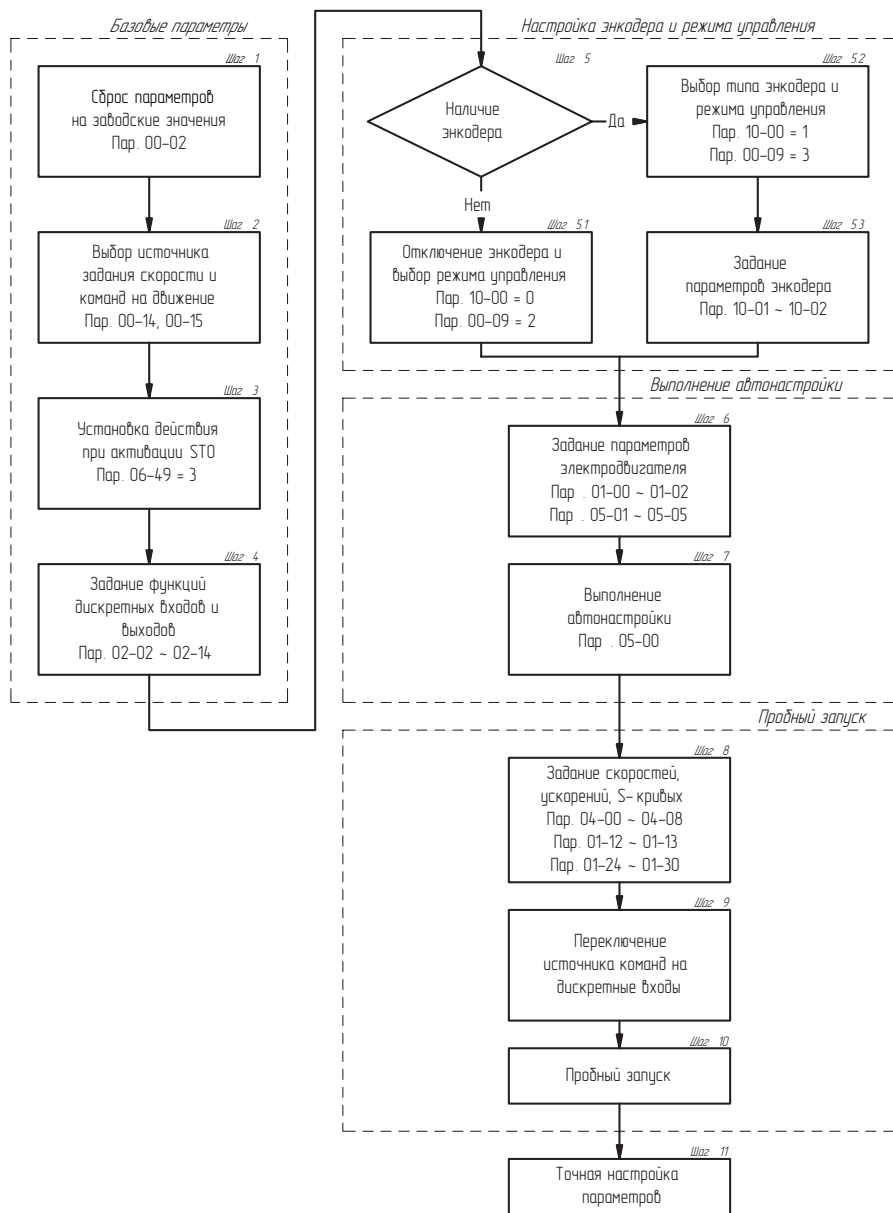 Базовые параметры
Шаг 1
Сброс параметров
на заводские значения
Пар. 00-02
Шаг 2
Выбор источника
задания скорости и
команд на движение
Пар. 00-14, 00-15
Шаг 3
Установка действия
при активации STO
Пар. 06-49 = 3
Шаг 4
Задание функций
дискретных входов и
выходов
Пар. 02-02 ~ 02-14
Настройка энкодера и режима управления
Шаг 5
Наличие
энкодера
Да
Нет
Шаг 5.2
Выбор типа энкодера и
режима управления
Пар. 10-00 = 1
Пар. 00-09 = 3
Шаг 5.1
Отключение энкодера и
выбор режима управления
Пар. 10-00 = 0
Пар. 00-09 = 2
Шаг 5.3
Задание
параметров энкодера
Пар. 10-01 ~ 10-02
Выполнение автонастройки
Шаг 6
Задание параметров
электродвигателя
Пар . 01-00 ~ 01-02
Пар . 05-01 ~ 05-05
Шаг 7
Выполнение
автонастройки
Пар . 05-00
Пробный запуск
Шаг 8
Задание скоростей,
ускорений, S- кривых
Пар. 04-00 ~ 04-08
Пар. 01-12 ~ 01-13
Пар. 01-24 ~ 01-30
Шаг 9
Переключение
источника команд на
дискретные входы
Шаг 10
Пробный запуск
Шаг 11
Точная настройка
параметров